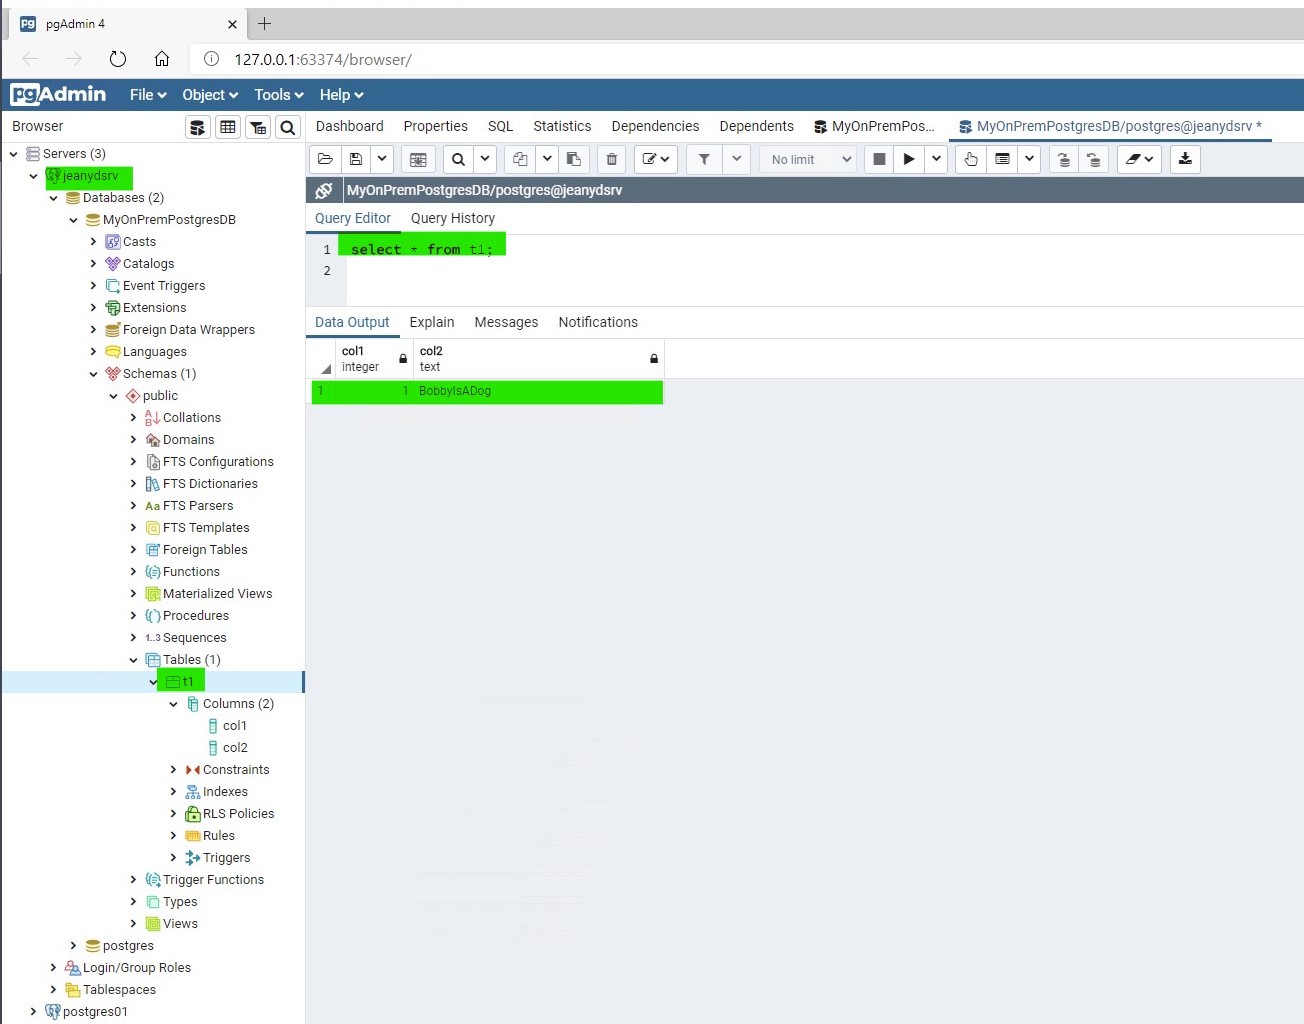 pgAdmin 4
127.0.0.1:63374/browser/
pgAdmin File Object Tools Help
Browser
Dashboard Properties SQL Statistics Dependencies Dependents MyOnPremPos... MyOnPremPostgresDB/postgres@jeanydsrv *
No limit
MyOnPremPostgresDB/postgres@jeanydsrv
Query Editor Query History
1 select * from t1;
2
Data Output Explain Messages Notifications
col1 integer
col2 text
1 1 BobbyIsADog
Servers (3)
jeanydsrv
Databases (2)
MyOnPremPostgresDB
Casts
Catalogs
Event Triggers
Extensions
Foreign Data Wrappers
Languages
Schemas (1)
public
Collations
Domains
FTS Configurations
FTS Dictionaries
Aa FTS Parsers
FTS Templates
Foreign Tables
Functions
Materialized Views
Procedures
1..3 Sequences
Tables (1)
t1
Columns (2)
col1
col2
Constraints
Indexes
RLS Policies
Rules
Triggers
Trigger Functions
Types
Views
postgres
Login/Group Roles
Tablespaces
postgres01